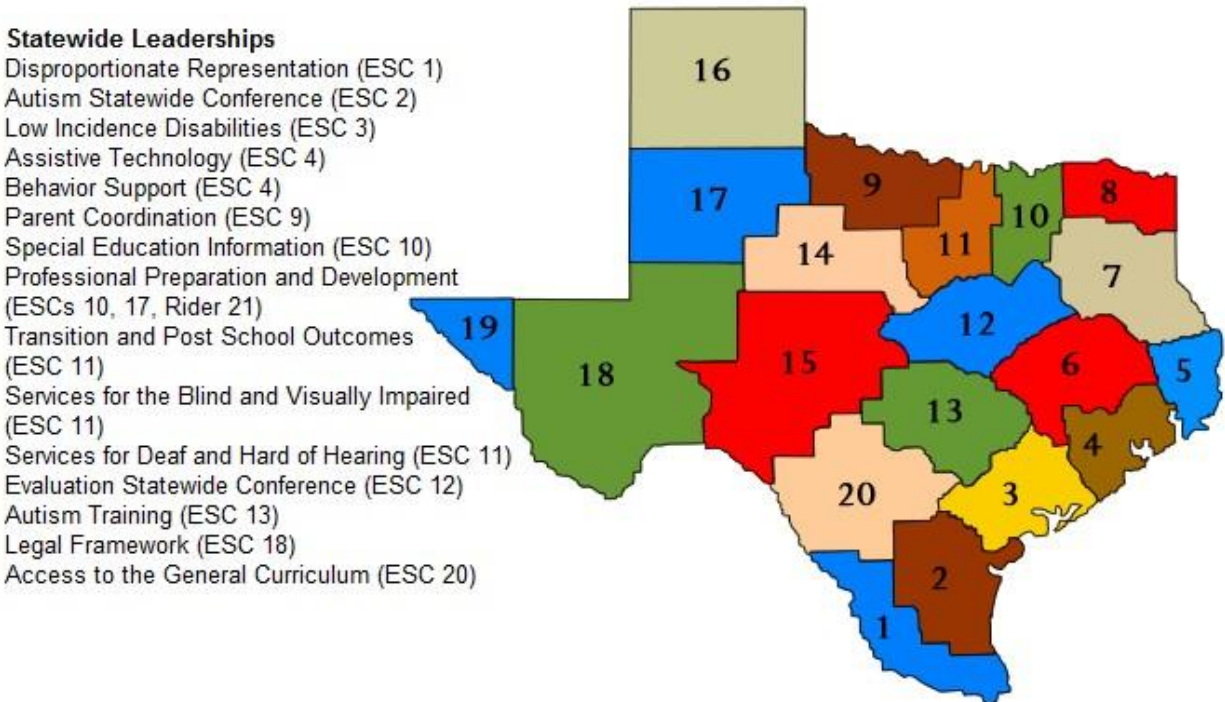 Statewide Leaderships
Disproportionate Representation (ESC 1)
Autism Statewide Conference (ESC 2)
Low Incidence Disabilities (ESC 3)
Assistive Technology (ESC 4)
Behavior Support (ESC 4)
Parent Coordination (ESC 9)
Special Education Information (ESC 10)
Professional Preparation and Development
(ESCs 10, 17, Rider 21)
Transition and Post School Outcomes
(ESC 11)
Services for the Blind and Visually Impaired
(ESC 11)
Services for Deaf and Hard of Hearing (ESC 11)
Evaluation Statewide Conference (ESC 12)
Autism Training (ESC 13)
Legal Framework (ESC 18)
Access to the General Curriculum (ESC 20)
16
17
9
8
10
11
14
7
19
12
18
15
6
5
13
4
20
3
2
1